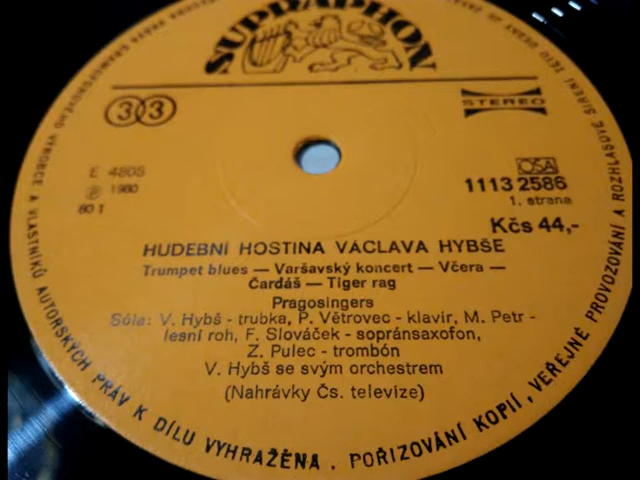 SUPRAPHON
33
STEREO
E 4805
℗ 1980
80 1
OSA
1113 2586
1. strana
Kčs 44,-
HUDEBNÍ HOSTINA VÁCLAVA HYBŠE
Trumpet blues — Varšavský koncert — Včera —
Čardáš — Tiger rag
Pragosingers
Sóla: V. Hybš - trubka, P. Větrovec - klavír, M. Petr -
lesní roh, F. Slováček - sopránsaxofon,
Z. Pulec - trombón
V. Hybš se svým orchestrem
(Nahrávky Čs. televize)
VÝROBCE A VLASTNÍKŮ AUTORSKÝCH PRÁV K DÍLU VYHRAŽENA . POŘIZOVÁNÍ KOPIÍ, VEŘEJNÉ PROVOZOVÁNÍ A ROZHLASOVÉ ŠÍŘENÍ TÉTO